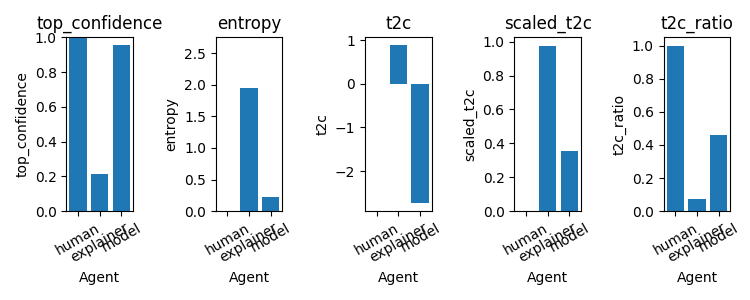 top_confidence
entropy
t2c
scaled_t2c
t2c_ratio
top_confidence
1.0
0.8
0.6
0.4
0.2
0.0
human
explainer
model
Agent
entropy
2.5
2.0
1.5
1.0
0.5
0.0
human
explainer
model
Agent
t2c
1
0
−1
−2
human
explainer
model
Agent
scaled_t2c
1.0
0.8
0.6
0.4
0.2
0.0
human
explainer
model
Agent
t2c_ratio
1.0
0.8
0.6
0.4
0.2
0.0
human
explainer
model
Agent